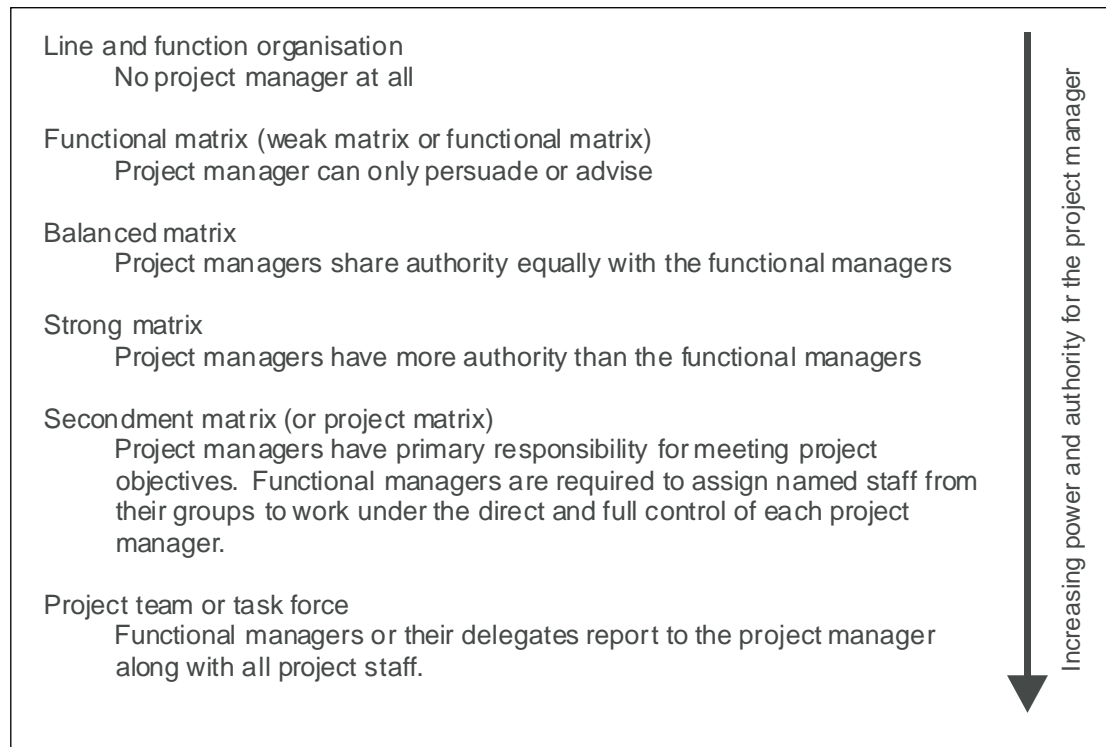 Line and function organisation
No project manager at all
Functional matrix (weak matrix or functional matrix)
Project manager can only persuade or advise
Balanced matrix
Project managers share authority equally with the functional managers
Strong matrix
Project managers have more authority than the functional managers
Secondment matrix (or project matrix)
Project managers have primary responsibility for meeting project
objectives. Functional managers are required to assign named staff from
their groups to work under the direct and full control of each project
manager.
Project team or task force
Functional managers or their delegates report to the project manager
along with all project staff.
Increasing power and authority for the project manager